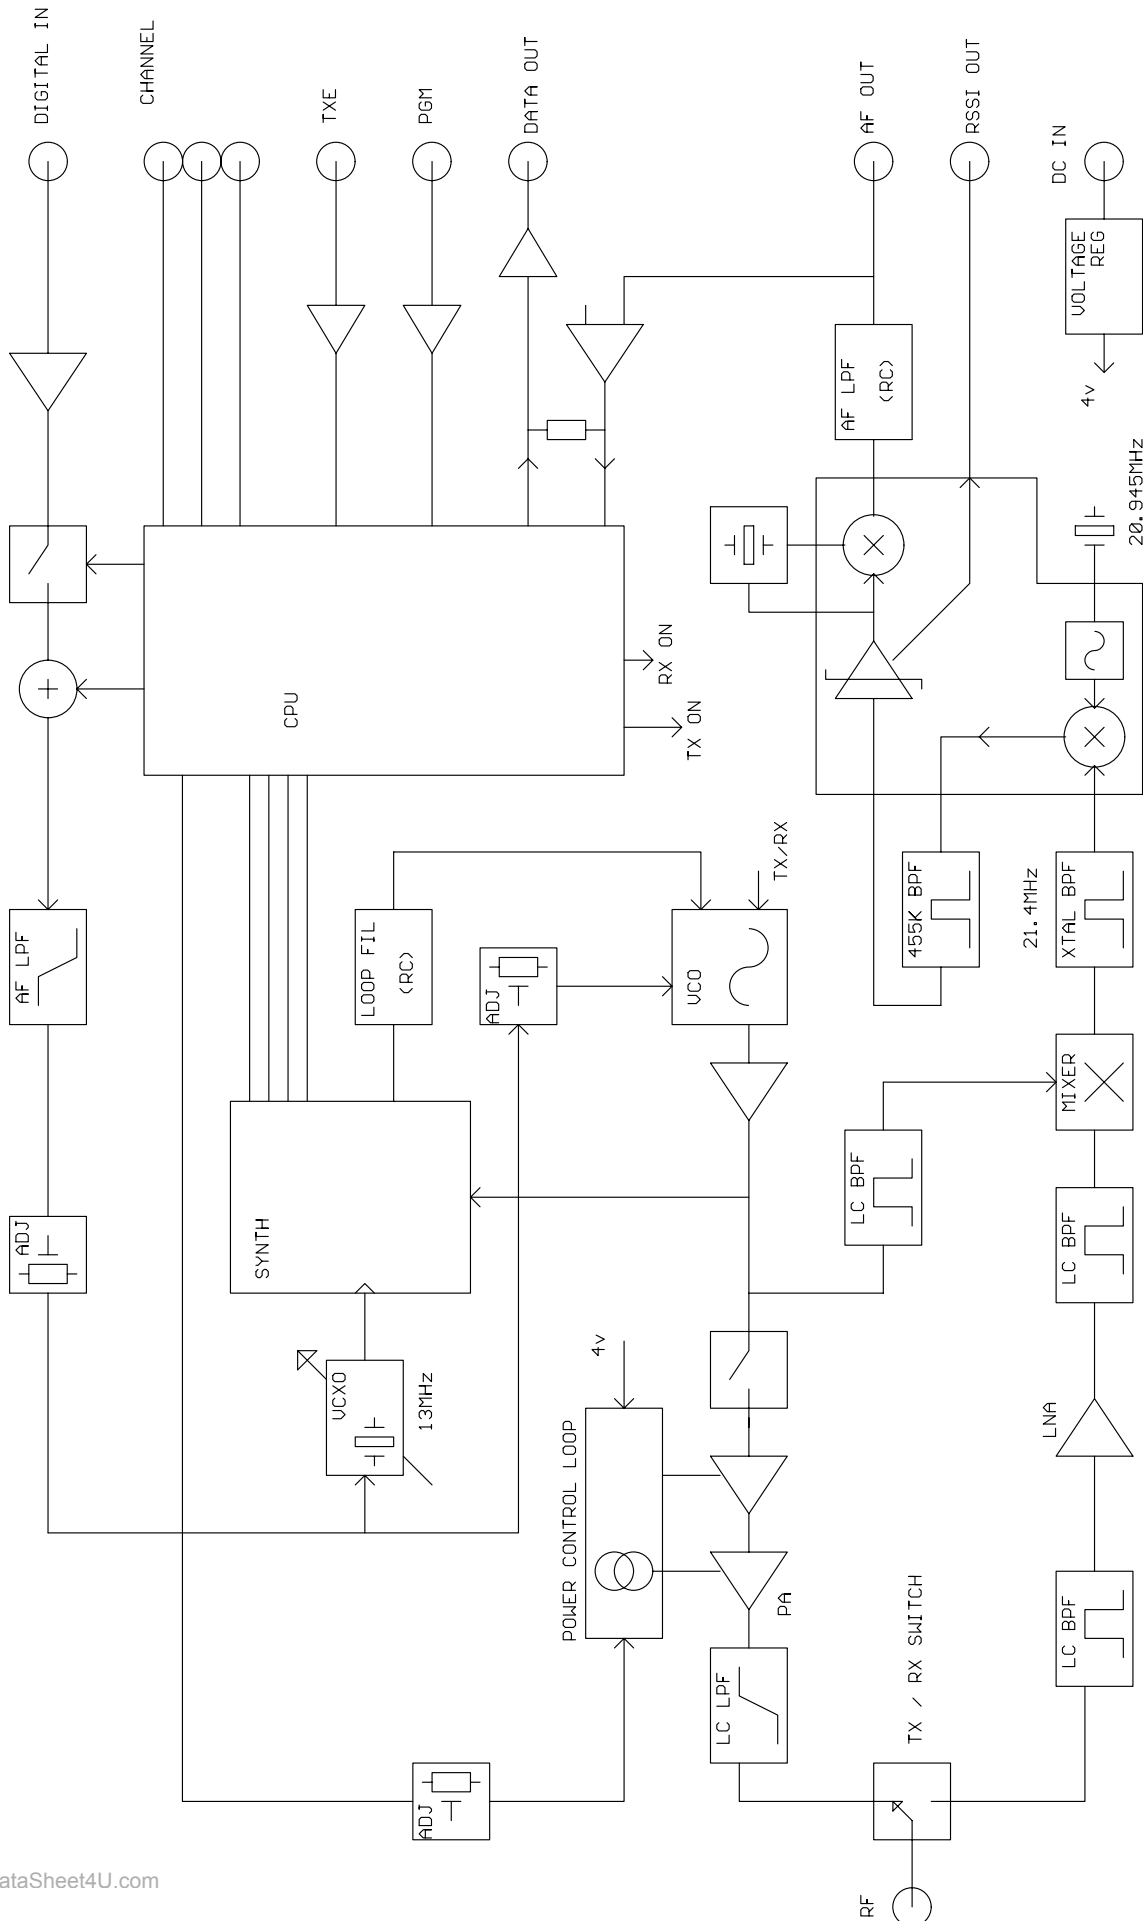 DIGITAL IN
CHANNEL
TXE
PGM
DATA OUT
AF OUT
RSSI OUT
DC IN
VOLTAGE
REG
4v
AF LPF
(RC)
20.945MHz
CPU
RX ON
TX ON
AF LPF
LOOP FIL
(RC)
ADJ
VCO
TX/RX
455K BPF
21.4MHz
XTAL BPF
MIXER
LC BPF
LC BPF
ADJ
SYNTH
VCXO
13MHz
4v
POWER CONTROL LOOP
PA
LNA
LC LPF
TX / RX SWITCH
LC BPF
ADJ
RF
ataSheet4U.com